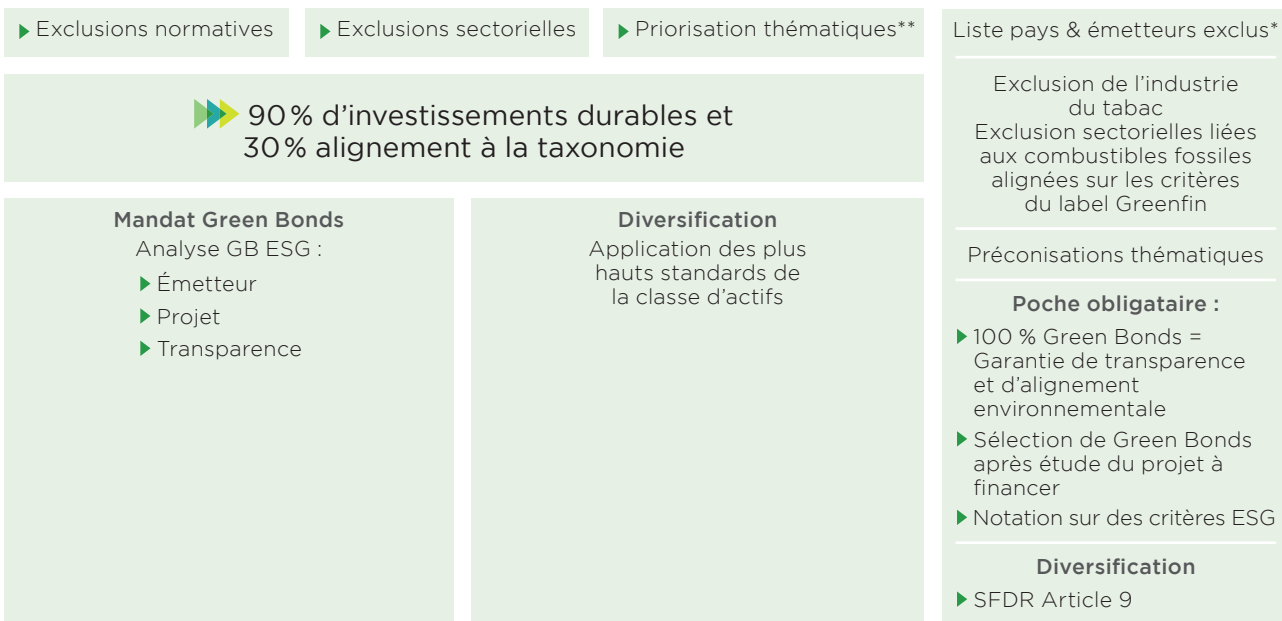 Exclusions normatives
Exclusions sectorielles
Priorisation thématiques**
90 % d'investissements durables et
30 % alignement à la taxonomie
Mandat Green Bonds
Analyse GB ESG :
Émetteur
Projet
Transparence
Diversification
Application des plus
hauts standards de
la classe d'actifs
Liste pays & émetteurs exclus*
Exclusion de l'industrie
du tabac
Exclusion sectorielles liées
aux combustibles fossiles
alignées sur les critères
du label Greenfin
Préconisations thématiques
Poche obligataire :
100 % Green Bonds =
Garantie de transparence
et d'alignement
environnementale
Sélection de Green Bonds
après étude du projet à
financer
Notation sur des critères ESG
Diversification
SFDR Article 9